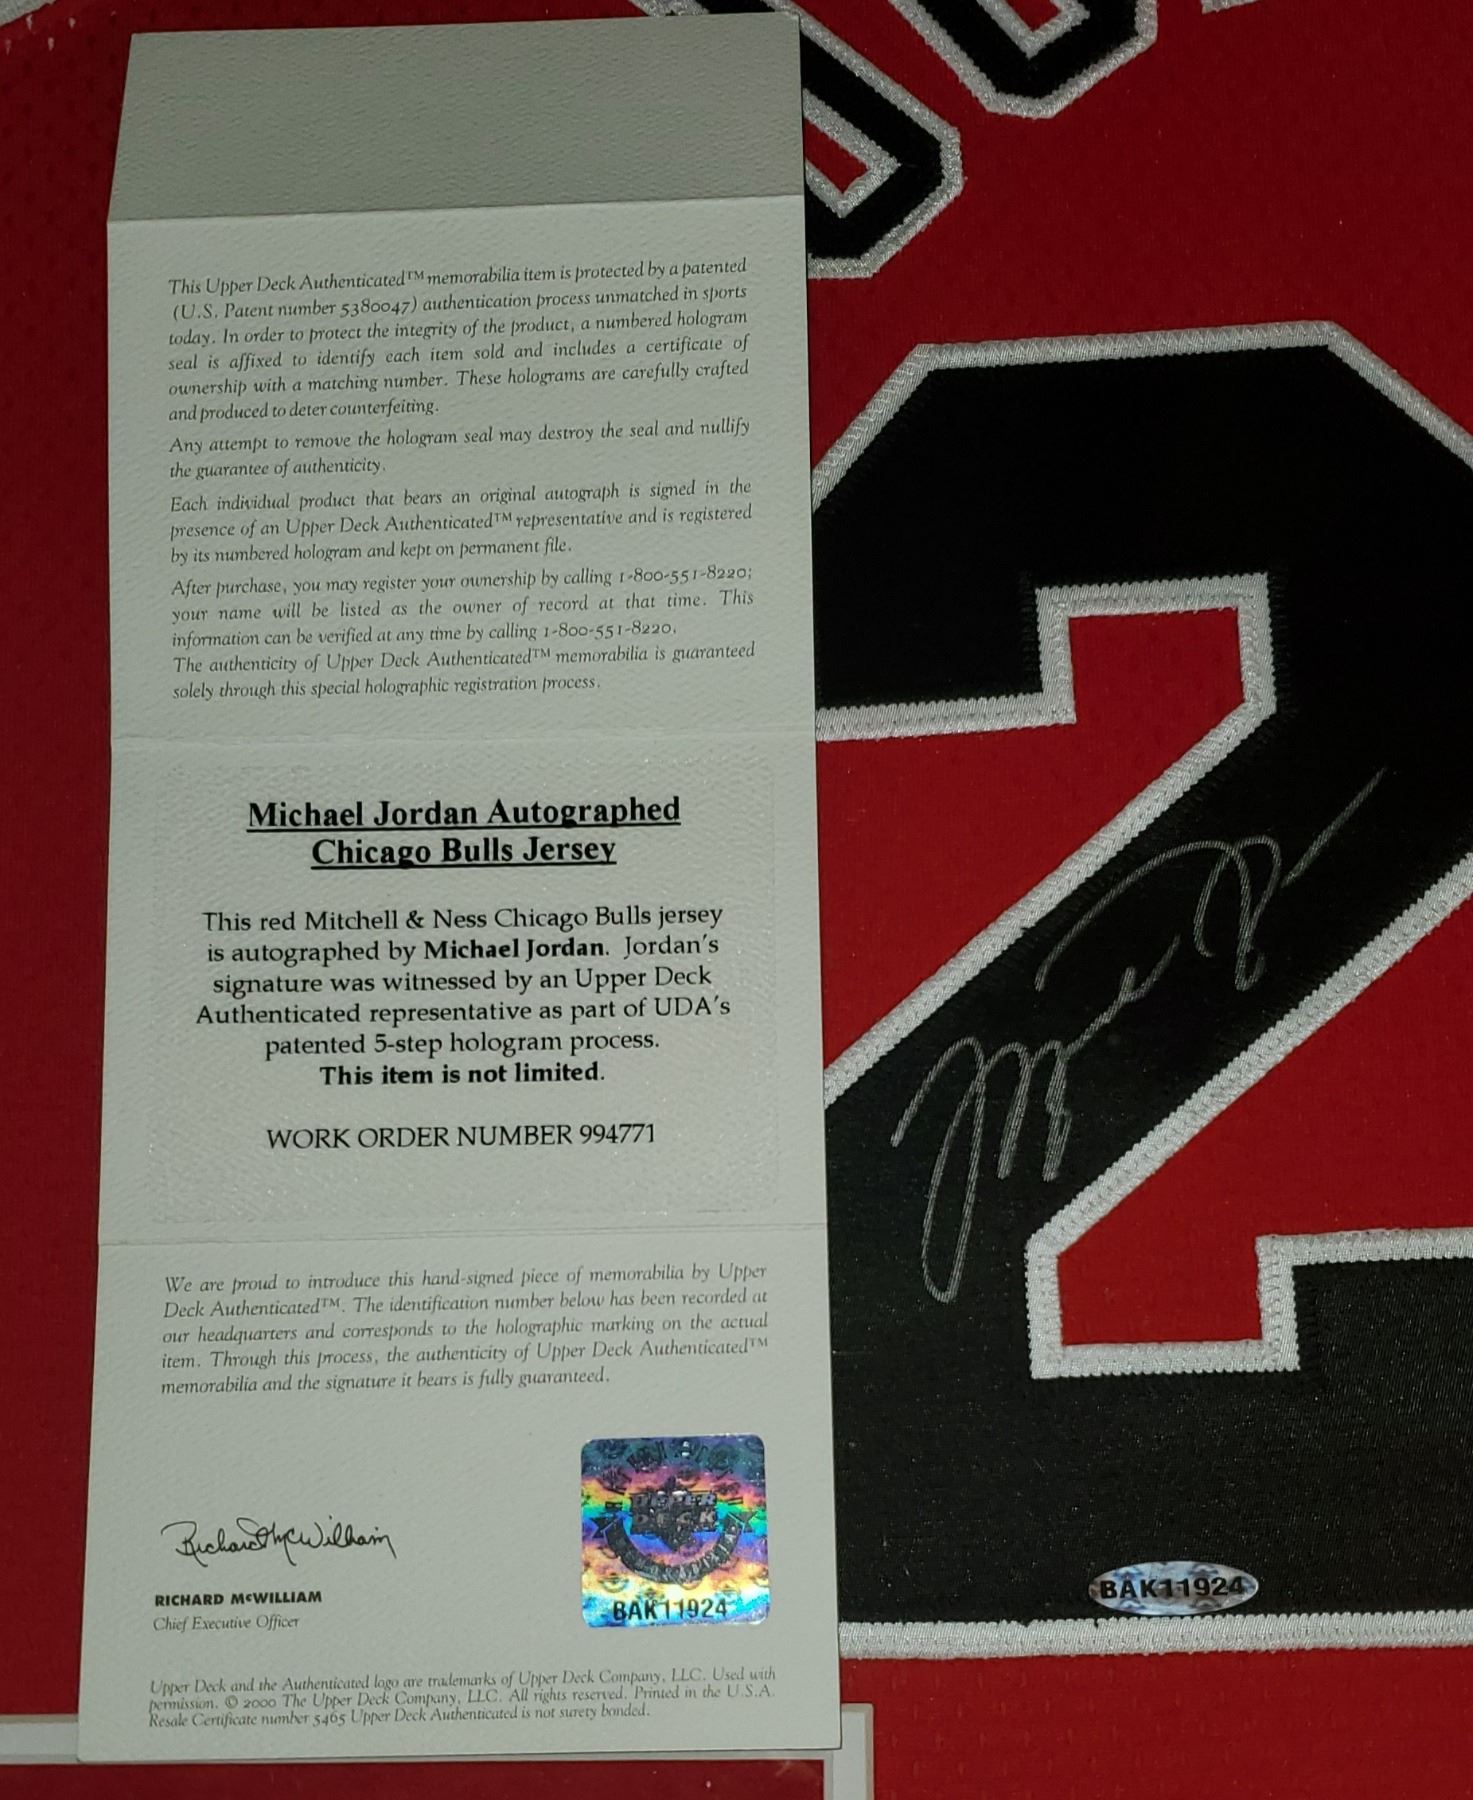 This Upper Deck Authenticated™ memorabilia item is protected by a patented
(U.S. Patent number 5380047) authentication process unmatched in sports
today. In order to protect the integrity of the product, a numbered hologram
seal is affixed to identify each item sold and includes a certificate of
ownership with a matching number. These holograms are carefully crafted
and produced to deter counterfeiting.
Any attempt to remove the hologram seal may destroy the seal and nullify
the guarantee of authenticity.
Each individual product that bears an original autograph is signed in the
presence of an Upper Deck Authenticated™ representative and is registered
by its numbered hologram and kept on permanent file.
After purchase, you may register your ownership by calling 1-800-551-8220;
your name will be listed as the owner of record at that time. This
information can be verified at any time by calling 1-800-551-8220.
The authenticity of Upper Deck Authenticated™ memorabilia is guaranteed
solely through this special holographic registration process.
Michael Jordan Autographed
Chicago Bulls Jersey
This red Mitchell & Ness Chicago Bulls jersey
is autographed by Michael Jordan. Jordan's
signature was witnessed by an Upper Deck
Authenticated representative as part of UDA's
patented 5-step hologram process.
This item is not limited.
WORK ORDER NUMBER 994771
We are proud to introduce this hand-signed piece of memorabilia by Upper
Deck Authenticated™. The identification number below has been recorded at
our headquarters and corresponds to the holographic marking on the actual
item. Through this process, the authenticity of Upper Deck Authenticated™
memorabilia and the signature it bears is fully guaranteed.
Richard McWilliam
RICHARD McWILLIAM
Chief Executive Officer
UPPER
DECK
BAK11924
Upper Deck and the Authenticated logo are trademarks of Upper Deck Company, LLC. Used with
permission. © 2000 The Upper Deck Company, LLC. All rights reserved. Printed in the U.S.A.
Resale Certificate number 5465 Upper Deck Authenticated is not surety bonded.
2
BAK11924